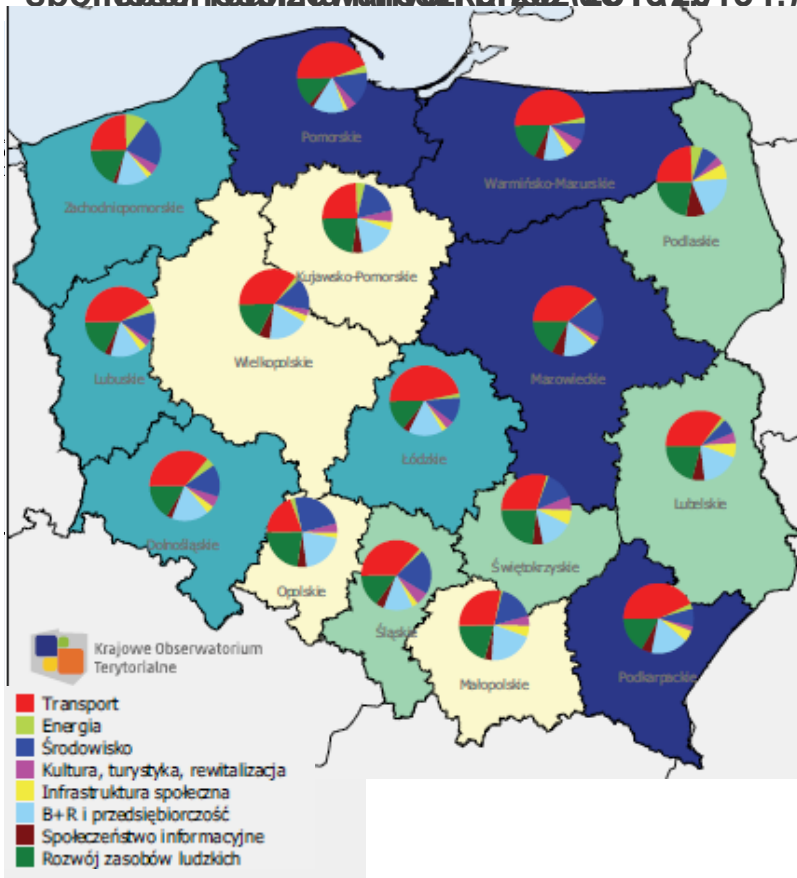 Pomorskie
Warmińsko-Mazurskie
Zachodniopomorskie
Podlaskie
Kujawsko-Pomorskie
Wielkopolskie
Lubuskie
Mazowieckie
Łódzkie
Lubelskie
Dolnośląskie
Świętokrzyskie
Opolskie
Śląskie
Małopolskie
Podkarpackie
Krajowe Obserwatorium
Terytorialne
Transport
Energia
Środowisko
Kultura, turystyka, rewitalizacja
Infrastruktura społeczna
B+R i przedsiębiorczość
Społeczeństwo informacyjne
Rozwój zasobów ludzkich